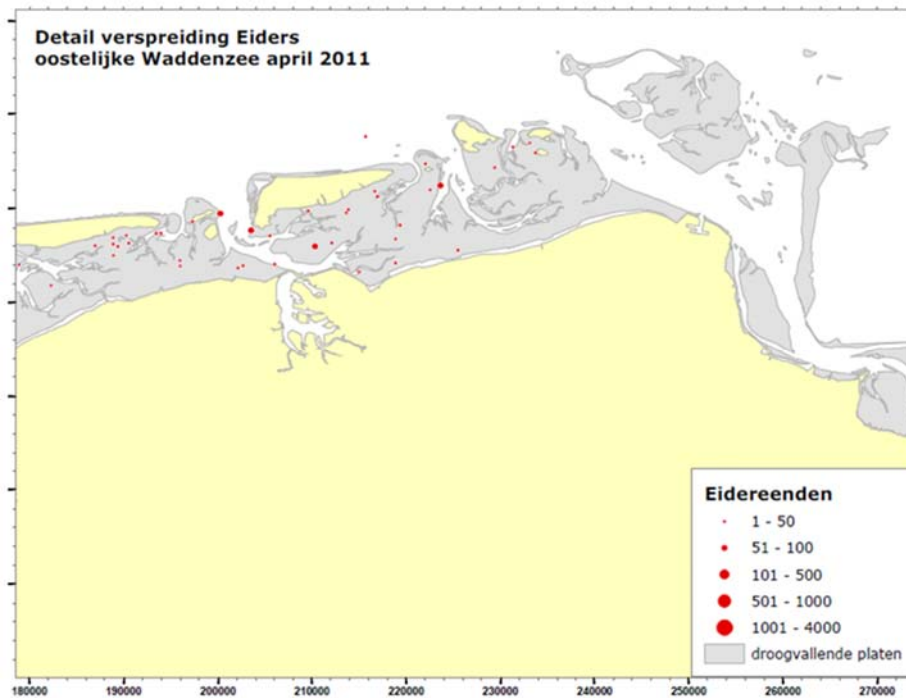 Detail verspreiding Eiders
oostelijke Waddenzee april 2011
Eidereenden
1 - 50
51 - 100
101 - 500
501 - 1000
1001 - 4000
droogvallende platen
180000 190000 200000 210000 220000 230000 240000 250000 260000 270000